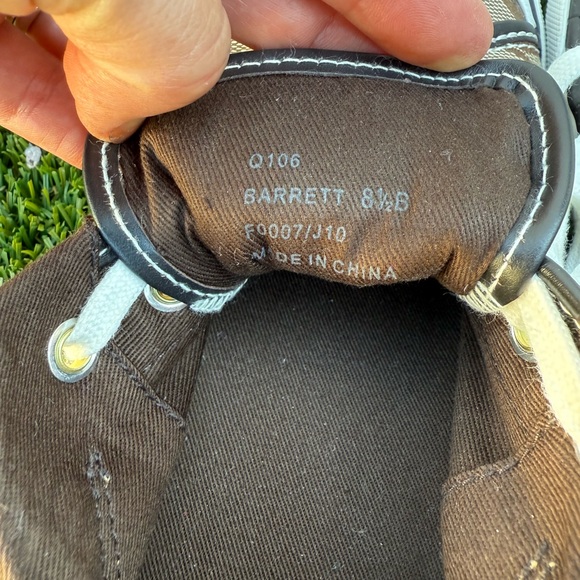 Q106
BARRETT 8½B
F0007/J10
MADE IN CHINA